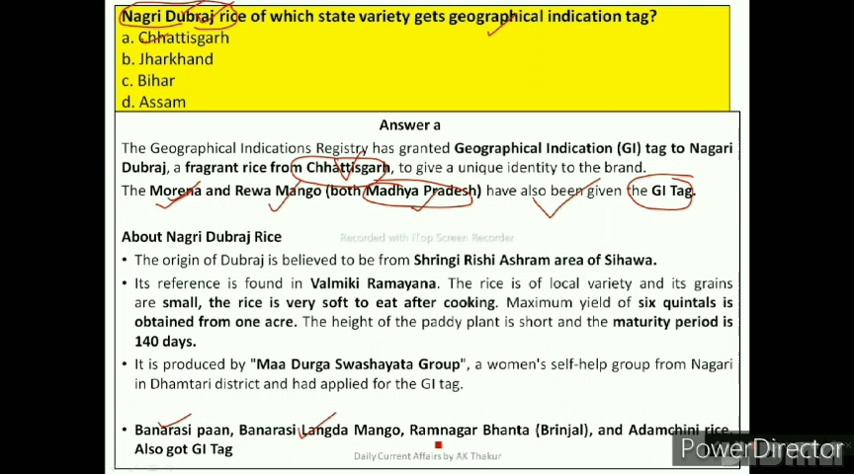 Nagri Dubraj rice of which state variety gets geographical indication tag?
a. Chhattisgarh
b. Jharkhand
c. Bihar
d. Assam
Answer a
The Geographical Indications Registry has granted Geographical Indication (GI) tag to Nagari
Dubraj, a fragrant rice from Chhattisgarh, to give a unique identity to the brand.
The Morena and Rewa Mango (both Madhya Pradesh) have also been given the GI Tag.
About Nagri Dubraj Rice
Recorded with iTop Screen Recorder
• The origin of Dubraj is believed to be from Shringi Rishi Ashram area of Sihawa.
• Its reference is found in Valmiki Ramayana. The rice is of local variety and its grains
are small, the rice is very soft to eat after cooking. Maximum yield of six quintals is
obtained from one acre. The height of the paddy plant is short and the maturity period is
140 days.
• It is produced by "Maa Durga Swashayata Group", a women's self-help group from Nagari
in Dhamtari district and had applied for the GI tag.
• Banarasi paan, Banarasi Langda Mango, Ramnagar Bhanta (Brinjal), and Adamchini rice.
Also got GI Tag
PowerDirector
Daily Current Affairs by AK Thakur